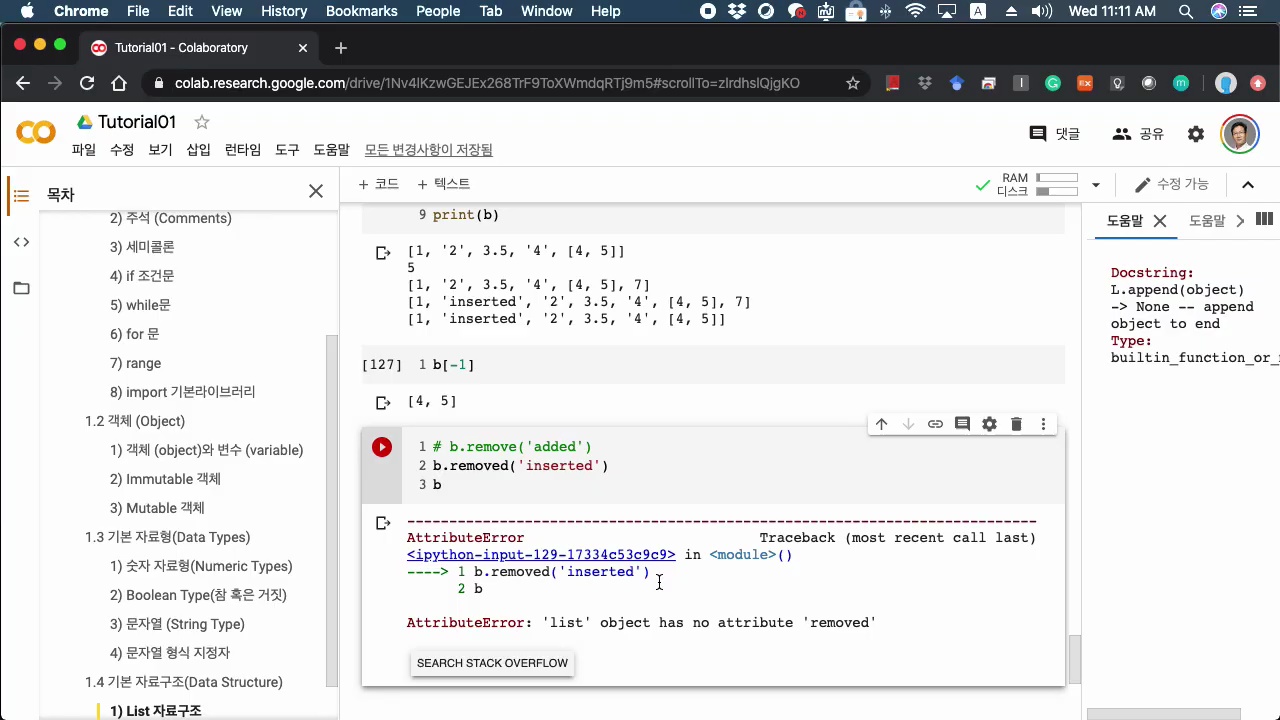 Chrome File Edit View History Bookmarks People Tab Window Help A Wed 11:11 AM
Tutorial01 - Colaboratory
colab.research.google.com/drive/1Nv4lKzwGEJEx268TrF9ToXWmdqRTj9m5#scrollTo=zlrdhslQjgKO
Tutorial01
파일 수정 보기 삽입 런타임 도구 도움말 모든 변경사항이 저장됨
댓글 공유
목차
+ 코드 + 텍스트
RAM
디스크
수정 가능
2) 주석 (Comments)
3) 세미콜론
4) if 조건문
5) while문
6) for 문
7) range
8) import 기본라이브러리
1.2 객체 (Object)
1) 객체 (object)와 변수 (variable)
2) Immutable 객체
3) Mutable 객체
1.3 기본 자료형(Data Types)
1) 숫자 자료형(Numeric Types)
2) Boolean Type(참 혹은 거짓)
3) 문자열 (String Type)
4) 문자열 형식 지정자
1.4 기본 자료구조(Data Structure)
1) List 자료구조
9 print(b)
[1, '2', 3.5, '4', [4, 5]]
5
[1, '2', 3.5, '4', [4, 5], 7]
[1, 'inserted', '2', 3.5, '4', [4, 5], 7]
[1, 'inserted', '2', 3.5, '4', [4, 5]]
[127] 1 b[-1]
[4, 5]
1 # b.remove('added')
2 b.removed('inserted')
3 b
---------------------------------------------------------------------------
AttributeError Traceback (most recent call last)
<ipython-input-129-17334c53c9c9> in <module>()
----> 1 b.removed('inserted')
2 b
AttributeError: 'list' object has no attribute 'removed'
SEARCH STACK OVERFLOW
도움말 도움말
Docstring:
L.append(object)
-> None -- append
object to end
Type:
builtin_function_or_